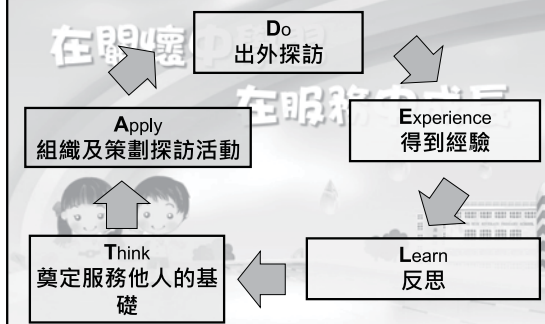 Do
出外探訪
在關懷中
在服務中成長
Apply
組織及策劃探訪活動
Experience
得到經驗
Think
奠定服務他人的基
礎
Learn
反思